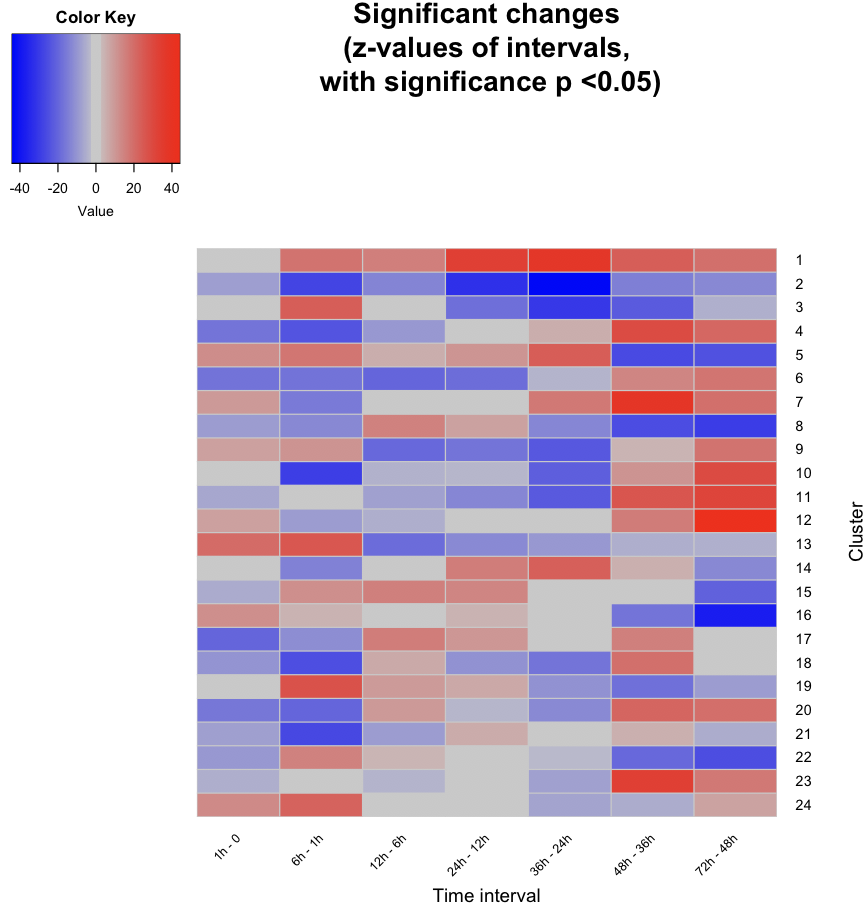 Color Key
-40 -20 0 20 40
Value
Significant changes
(z-values of intervals,
with significance p <0.05)
1
2
3
4
5
6
7
8
9
10
11
12
13
14
15
16
17
18
19
20
21
22
23
24
Cluster
1h - 0 6h - 1h 12h - 6h 24h - 12h 36h - 24h 48h - 36h 72h - 48h
Time interval